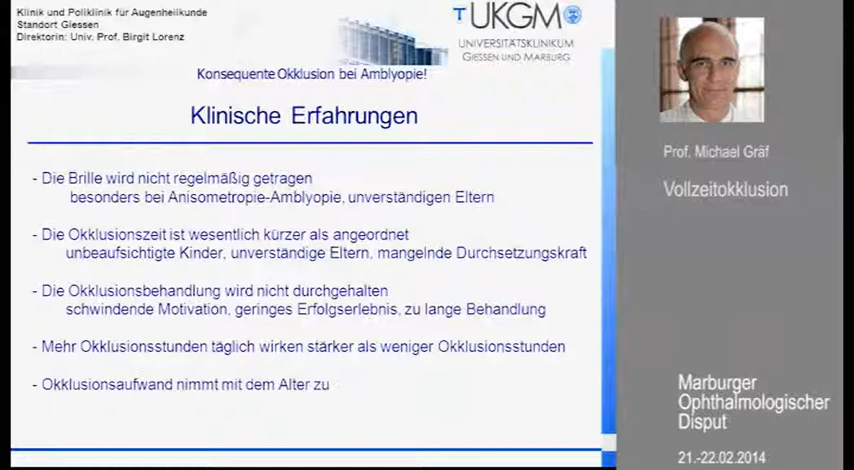 Klinik und Poliklinik für Augenheilkunde
Standort Giessen
Direktorin: Univ. Prof. Birgit Lorenz
UKGM
UNIVERSITÄTSKLINIKUM
GIESSEN UND MARBURG
Konsequente Okklusion bei Amblyopie!
Klinische Erfahrungen
- Die Brille wird nicht regelmäßig getragen
besonders bei Anisometropie-Amblyopie, unverständigen Eltern
- Die Okklusionszeit ist wesentlich kürzer als angeordnet
unbeaufsichtigte Kinder, unverständige Eltern, mangelnde Durchsetzungskraft
- Die Okklusionsbehandlung wird nicht durchgehalten
schwindende Motivation, geringes Erfolgserlebnis, zu lange Behandlung
- Mehr Okklusionsstunden täglich wirken stärker als weniger Okklusionsstunden
- Okklusionsaufwand nimmt mit dem Alter zu
Prof. Michael Gräf
Vollzeitokklusion
Marburger
Ophthalmologischer
Disput
21.-22.02.2014